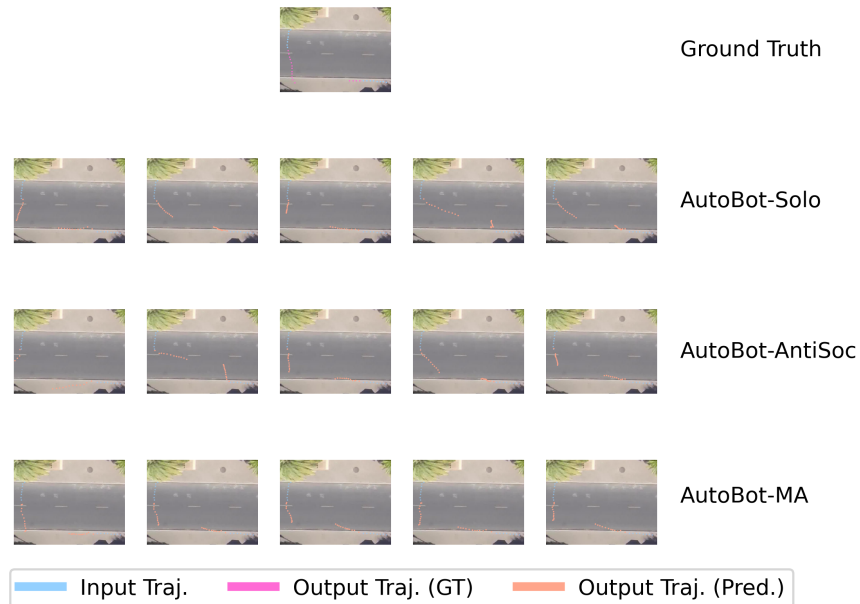 Ground Truth
AutoBot-Solo
AutoBot-AntiSoc
AutoBot-MA
Input Traj. Output Traj. (GT) Output Traj. (Pred.)